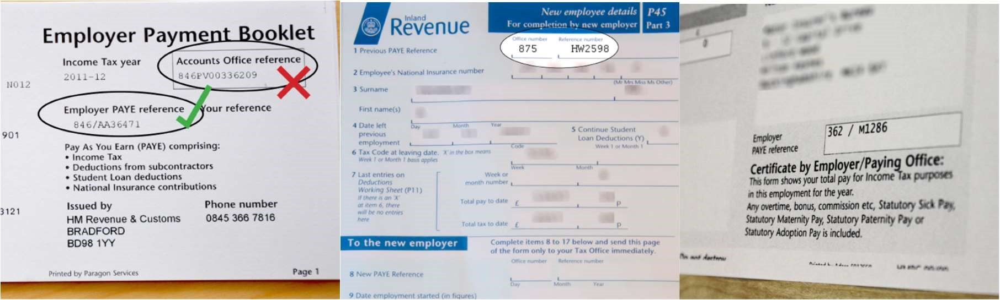 Employer Payment Booklet
Income Tax year
2011-12
Accounts Office reference
846PV00336209
N012
Employer PAYE reference
846/AA36471
Your reference
901
Pay As You Earn (PAYE) comprising:
• Income Tax
• Deductions from subcontractors
• Student Loan deductions
• National Insurance contributions
3121
Issued by
HM Revenue & Customs
BRADFORD
BD98 1YY
Phone number
0845 366 7816
Printed by Paragon Services
Page 1
Inland
Revenue
New employee details
For completion by new employer
P45
Part 3
Office number
Reference number
1 Previous PAYE Reference
875
HW2598
2 Employee's National Insurance number
(Mr Mrs Miss Ms Other)
3 Surname
First name(s)
4 Date left
previous
employment
Day
Month
Year
5 Continue Student
Loan Deductions (Y)
Code
Week 1 or Month 1
6 Tax Code at leaving date. 'X' in the box means
Week 1 or Month 1 basis applies
Week
Month
7 Last entries on
Deductions
Working Sheet (P11)
If there is an 'X'
at item 6, there
will be no entries
here
Week or
month number
Total pay to date £ p
Total tax to date £ p
To the new employer
Complete items 8 to 17 below and send this page
of the form only to your Tax Office immediately.
Office number
Reference number
8 New PAYE Reference
Day
Month
Year
9 Date employment started (in figures)
0
Employer
PAYE reference
362 / M1286
Certificate by Employer/Paying Office:
This form shows your total pay for Income Tax purposes
in this employment for the year.
Any overtime, bonus, commission etc, Statutory Sick Pay,
Statutory Maternity Pay, Statutory Paternity Pay or
Statutory Adoption Pay is included.